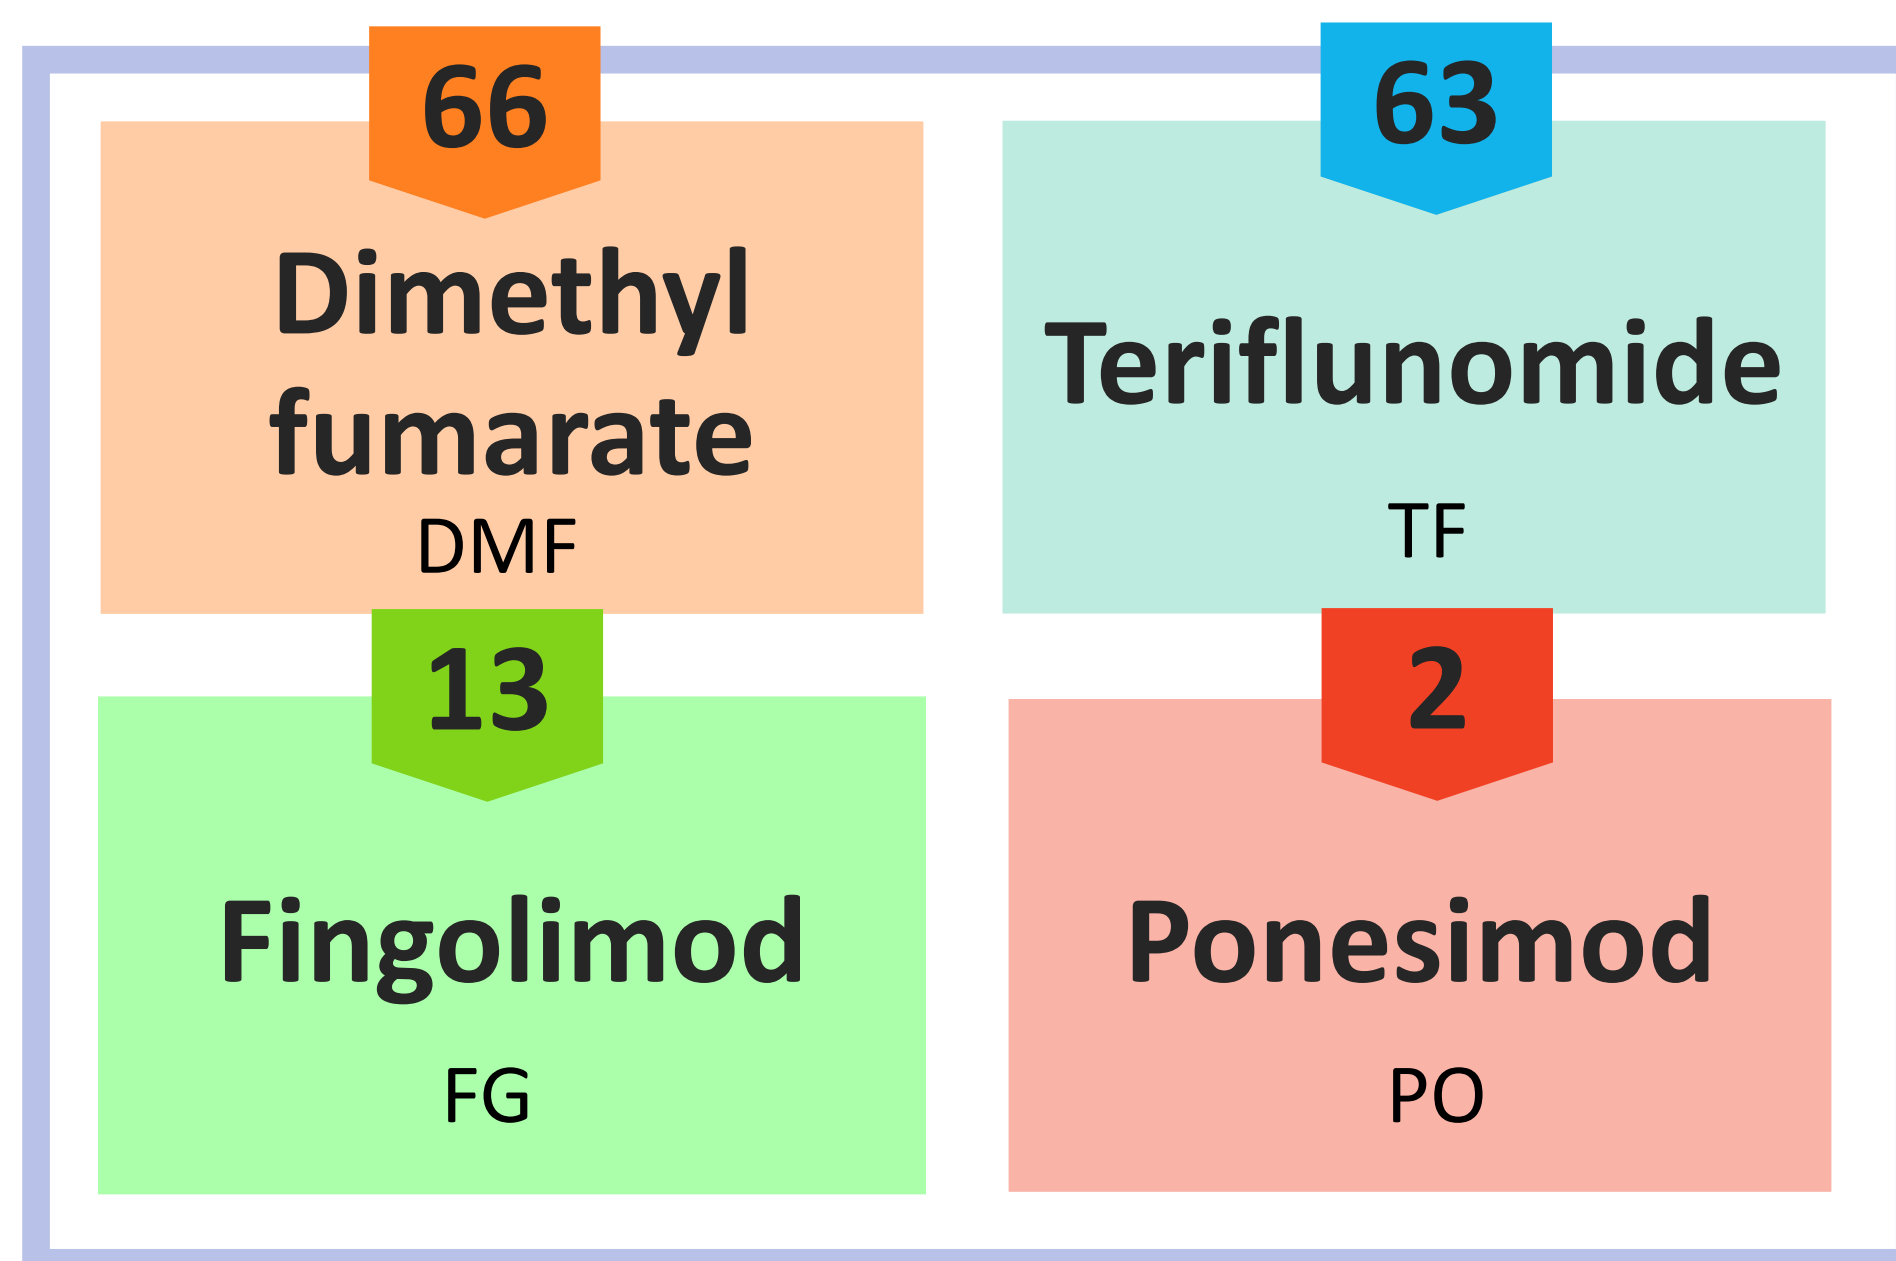 66
Dimethyl
fumarate
DMF
63
Teriflunomide
TF
13
Fingolimod
FG
2
Ponesimod
PO